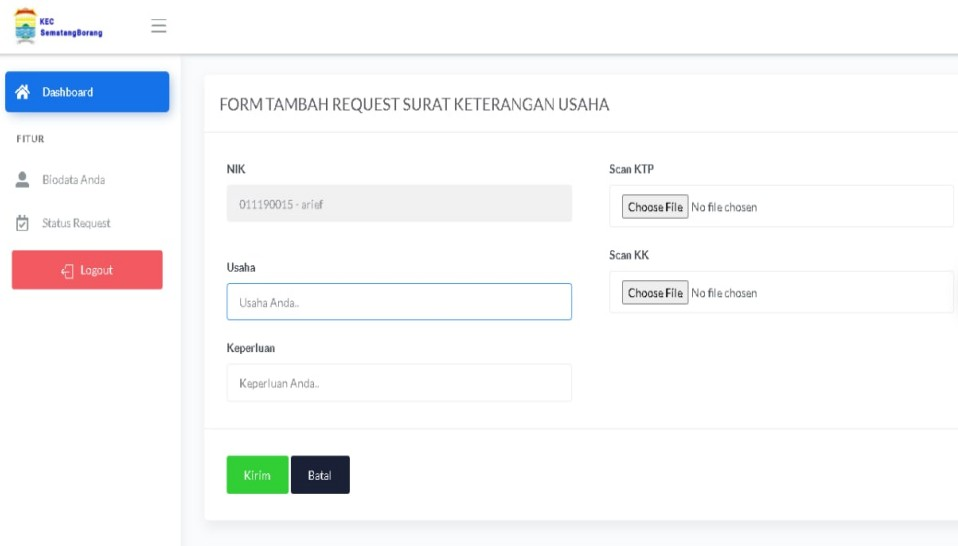 KEC
SematangBorang
Dashboard
FITUR
Biodata Anda
Status Request
Logout
FORM TAMBAH REQUEST SURAT KETERANGAN USAHA
NIK
011190015 - arief
Usaha
Usaha Anda..
Keperluan
Keperluan Anda..
Scan KTP
Choose File No file chosen
Scan KK
Choose File No file chosen
Kirim Batal